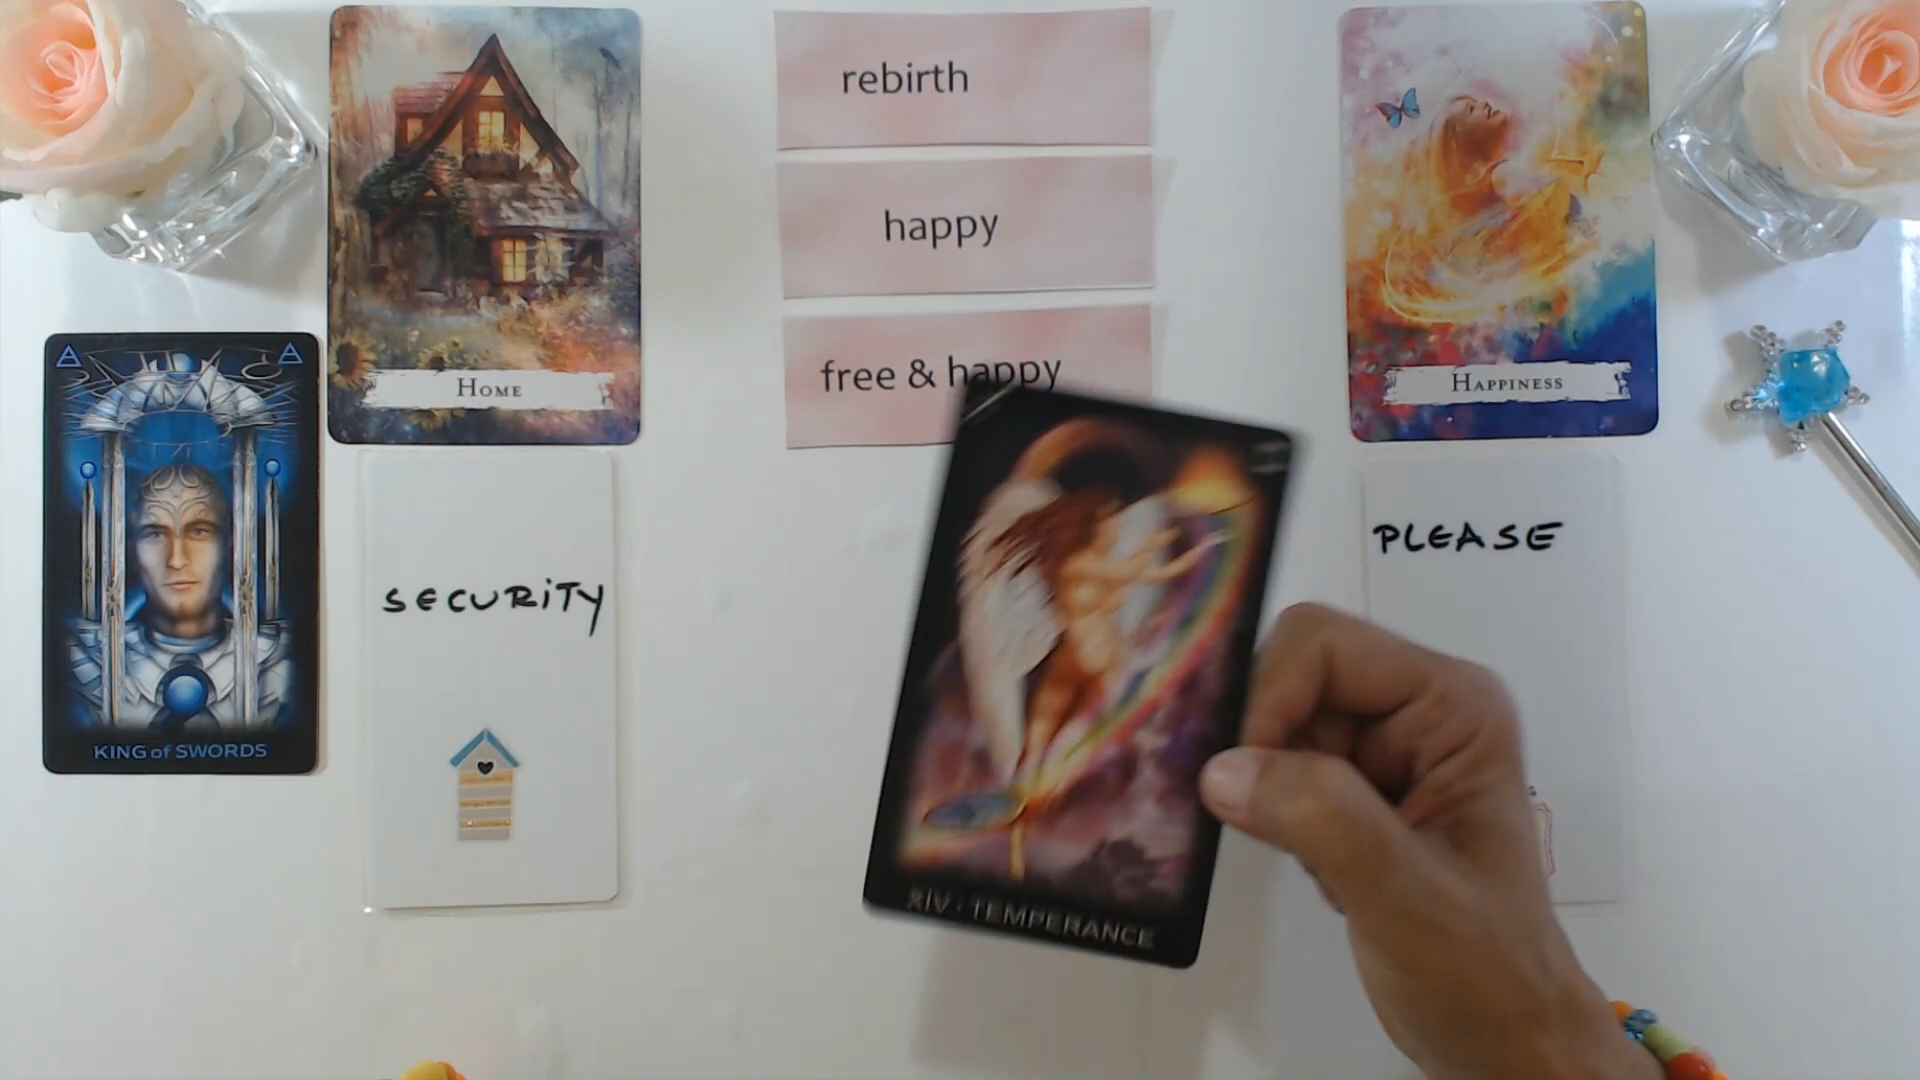 HOME
rebirth
happy
free & happy
HAPPINESS
KING of SWORDS
SECURITY
PLEASE
XIV · TEMPERANCE